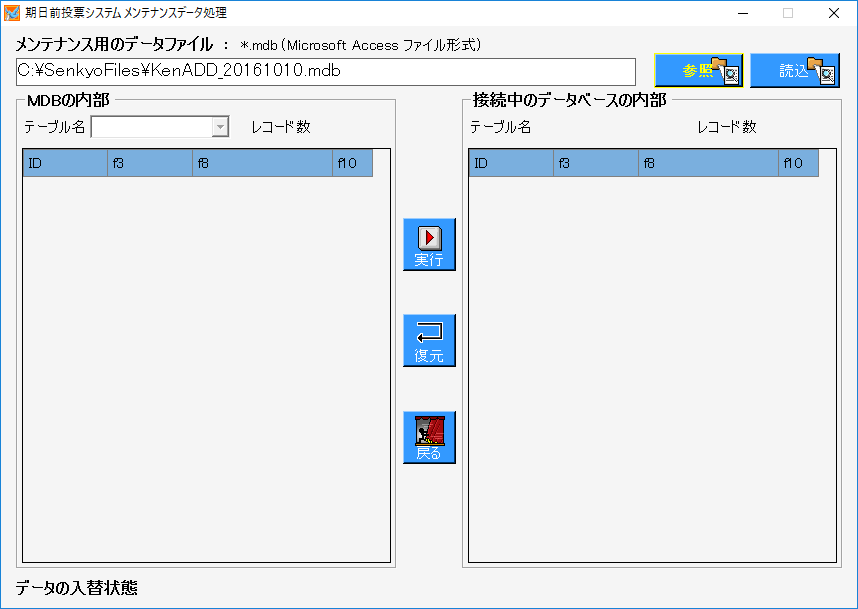 期日前投票システム メンテナンスデータ処理
メンテナンス用のデータファイル ： *.mdb（Microsoft Access ファイル形式）
C:¥SenkyoFiles¥KenADD_20161010.mdb
参照
読込
MDBの内部
テーブル名
レコード数
ID f3 f8 f10
実行
復元
戻る
接続中のデータベースの内部
テーブル名
レコード数
ID f3 f8 f10
データの入替状態